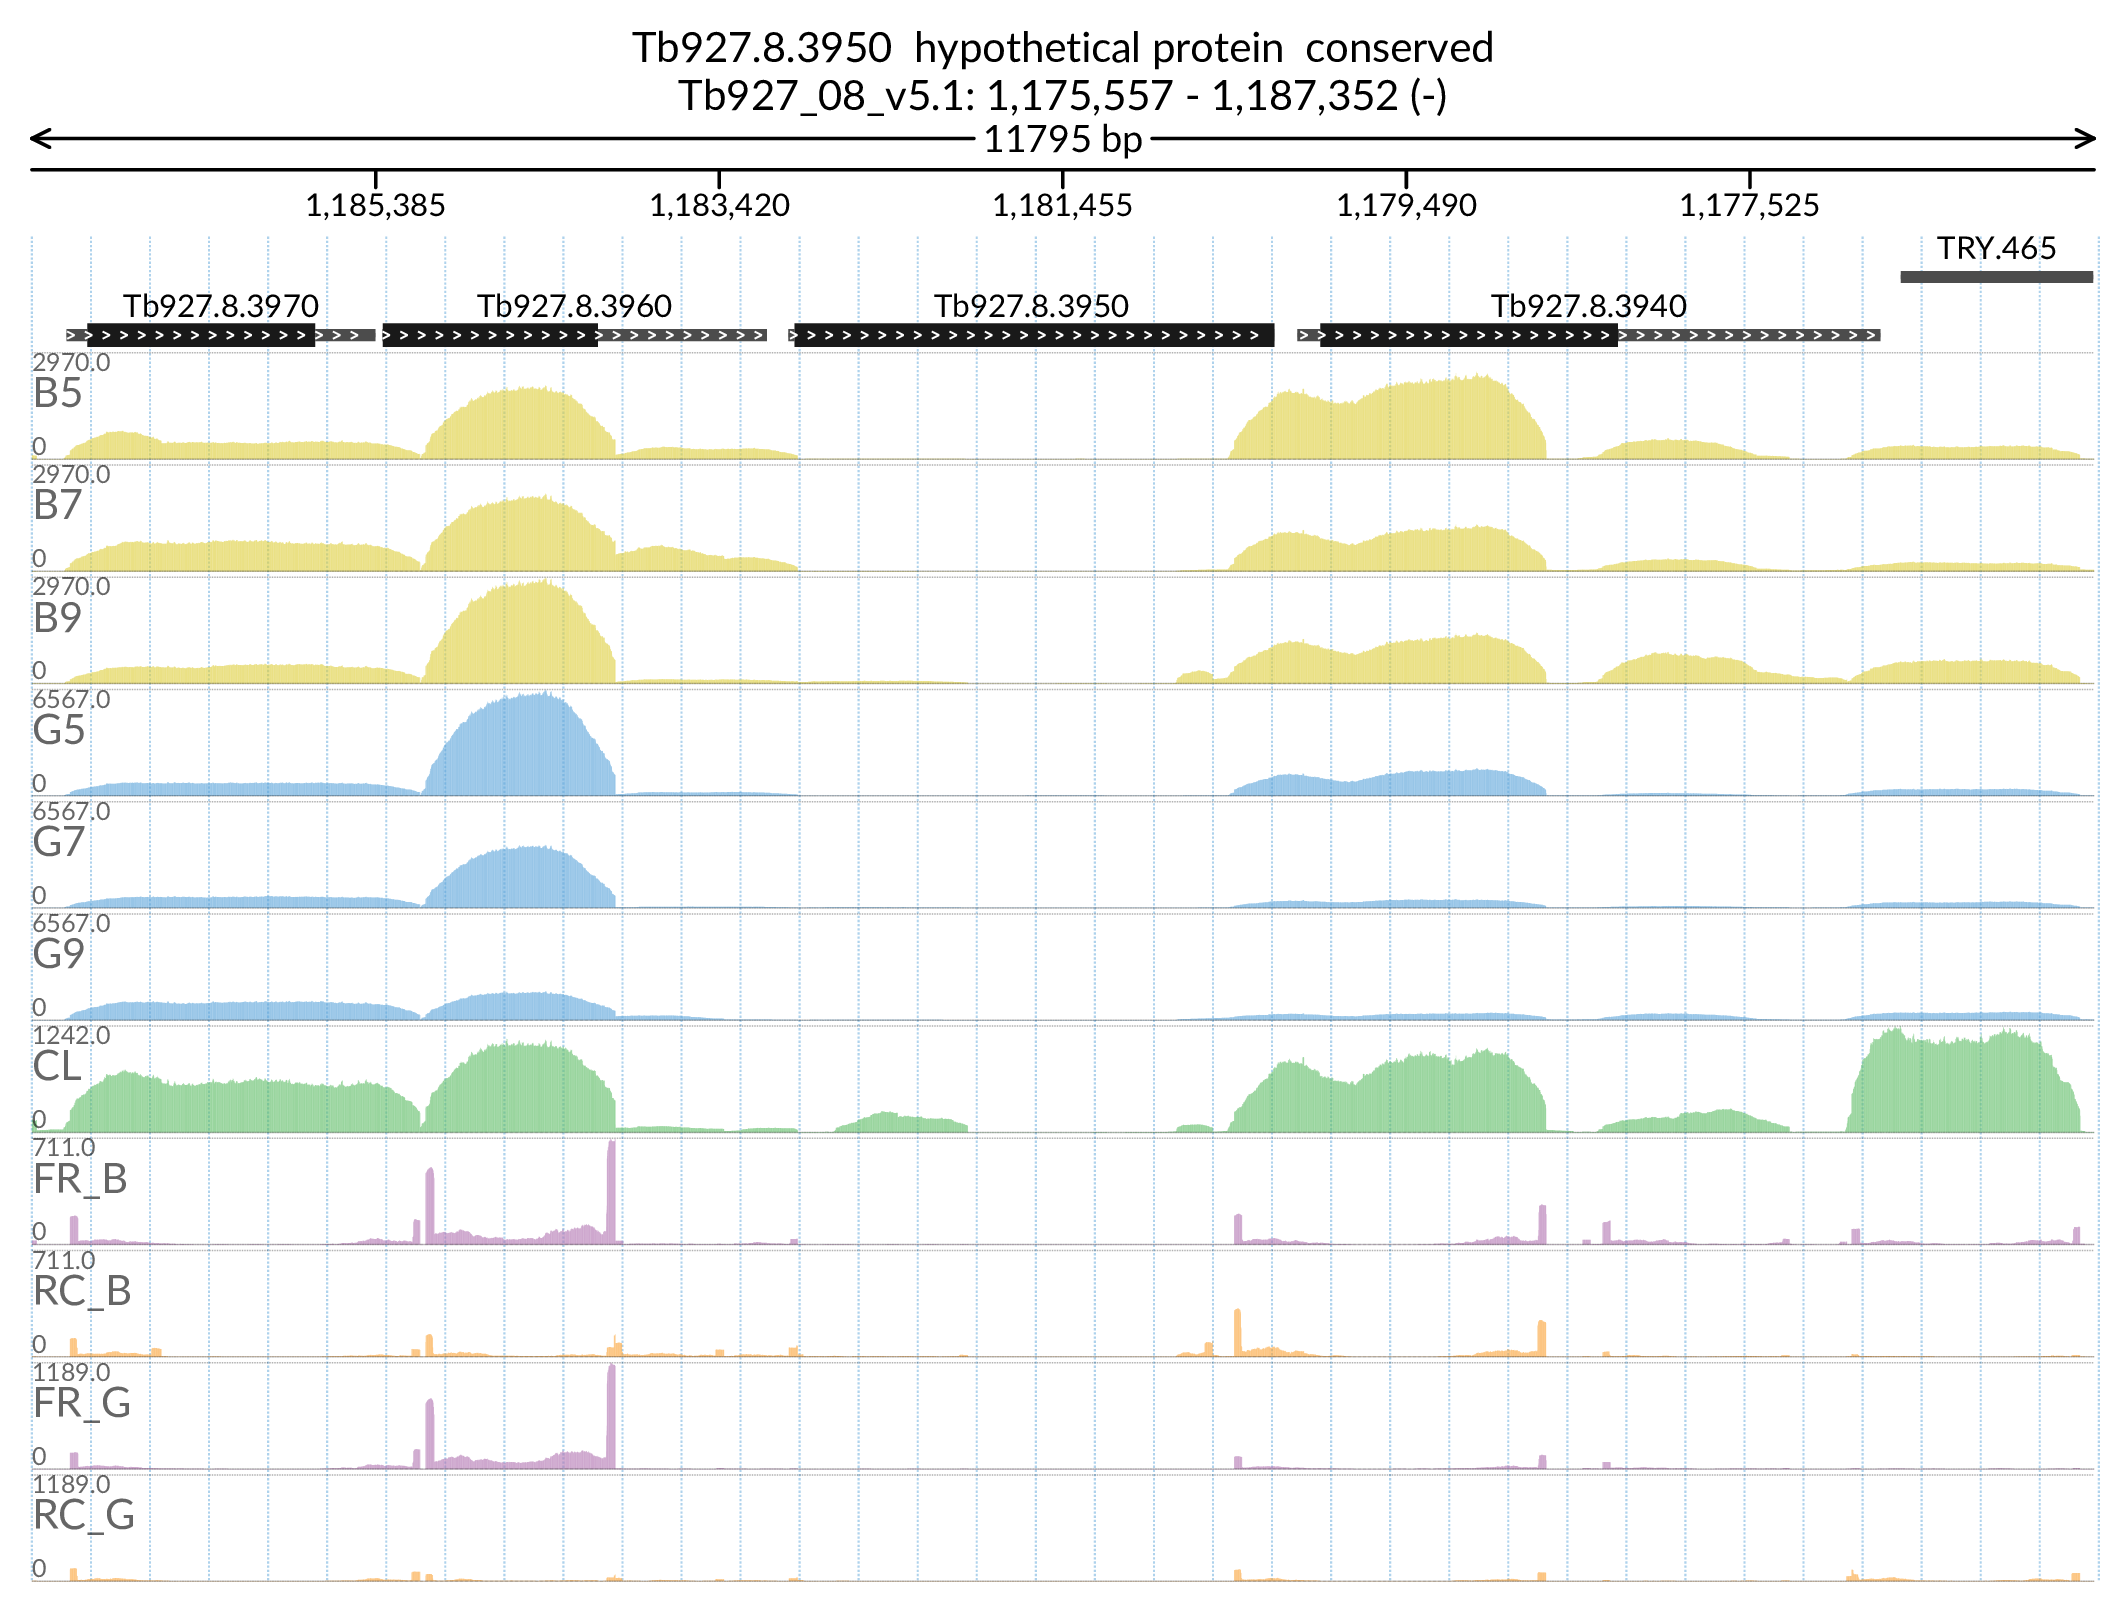 Tb927.8.3950  hypothetical protein  conserved
Tb927_08_v5.1: 1,175,557 - 1,187,352 (-)
11795 bp
1,185,385 1,183,420 1,181,455 1,179,490 1,177,525
TRY.465
Tb927.8.3970 Tb927.8.3960 Tb927.8.3950 Tb927.8.3940
2970.0
B5
0
2970.0
B7
0
2970.0
B9
0
6567.0
G5
0
6567.0
G7
0
6567.0
G9
0
1242.0
CL
0
711.0
FR_B
0
711.0
RC_B
0
1189.0
FR_G
0
1189.0
RC_G
0